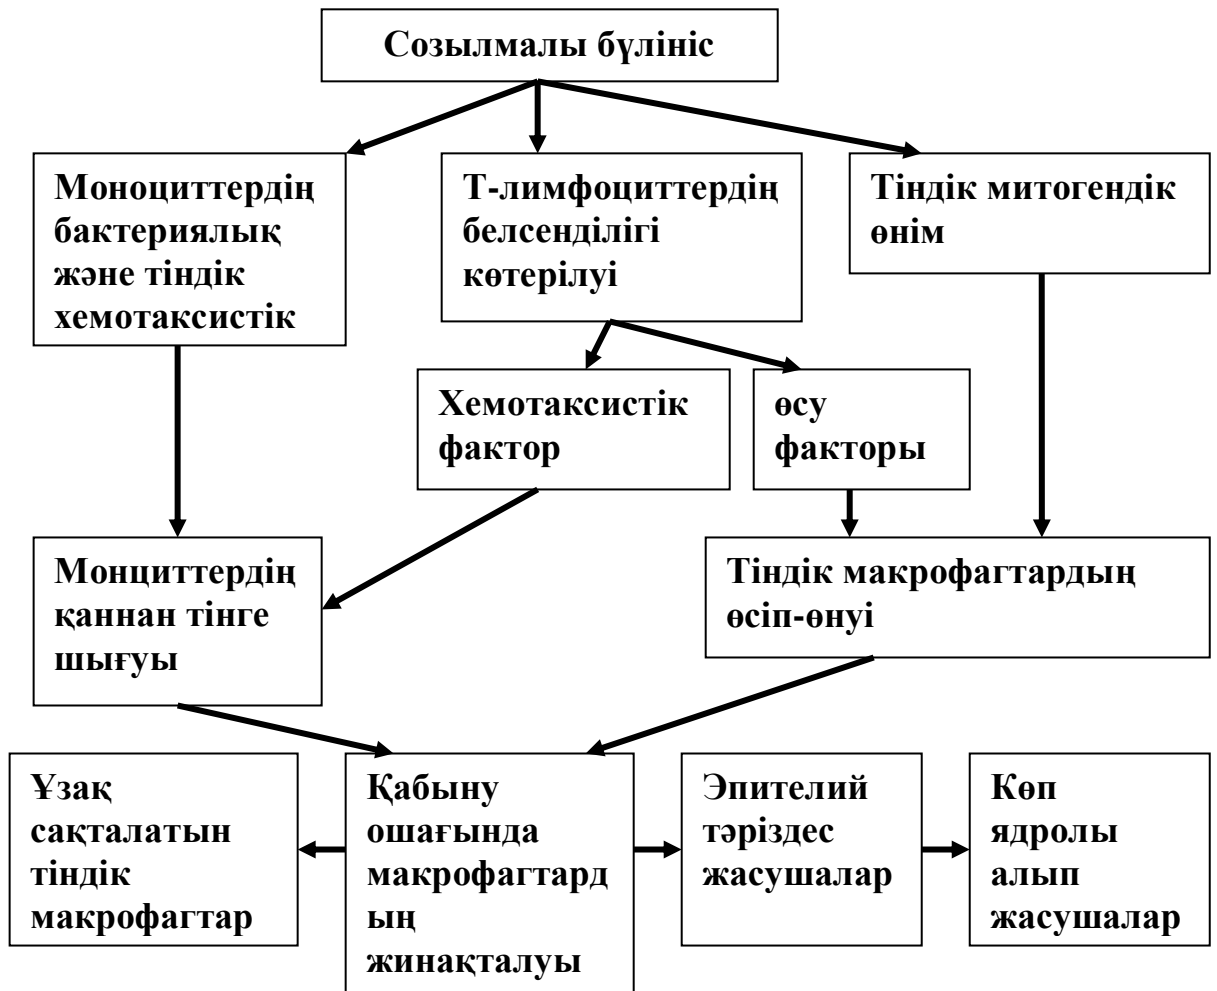 Созылмалы бүлініс
Моноциттердің
бактериялық
және тіндік
хемотаксистік
Т-лимфоциттердің
белсенділігі
көтерілуі
Тіндік митогендік
өнім
Хемотаксистік
фактор
өсу
факторы
Монциттердің
қаннан тінге
шығуы
Тіндік макрофагтардың
өсіп-өнуі
Ұзақ
сақталатын
тіндік
макрофагтар
Қабыну
ошағында
макрофагтард
ың
жинақталуы
Эпителий
тәріздес
жасушалар
Көп
ядролы
алып
жасушалар